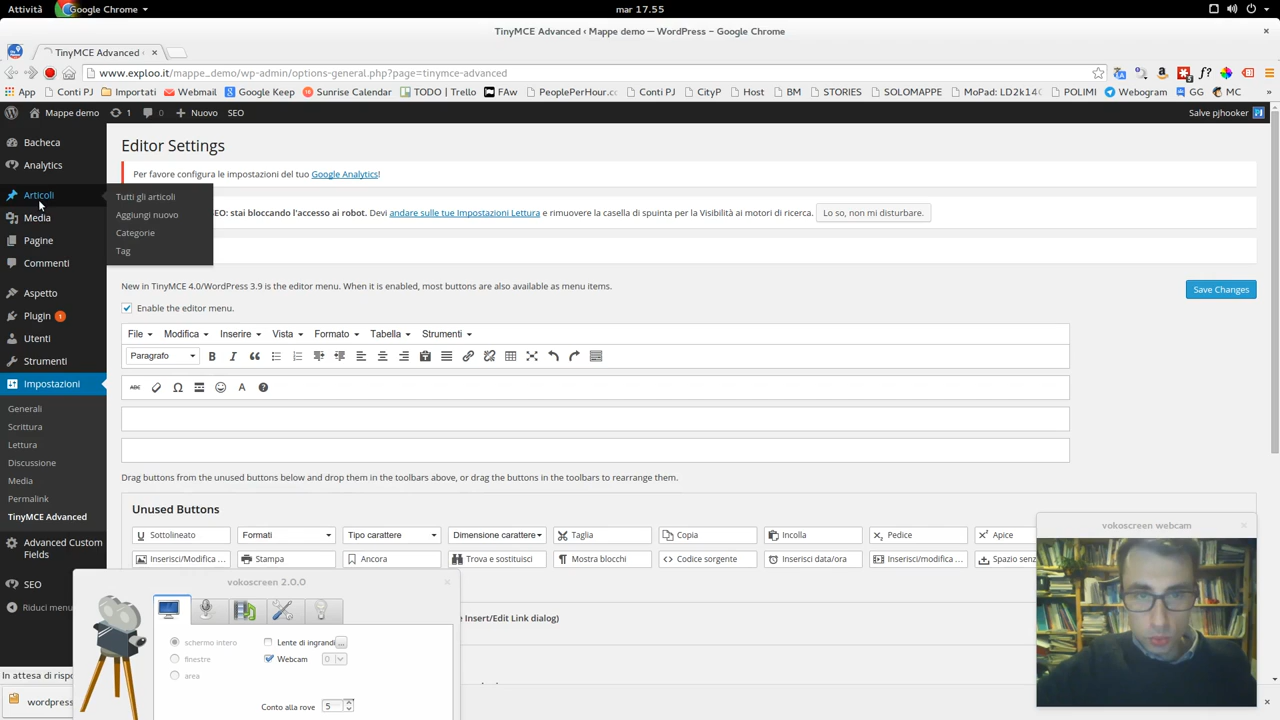 Attività Google Chrome mar 17.55
TinyMCE Advanced ‹ Mappe demo — WordPress – Google Chrome
TinyMCE Advanced ‹
www.exploo.it/mappe_demo/wp-admin/options-general.php?page=tinymce-advanced
App Conti PJ Importati Webmail Google Keep Sunrise Calendar TODO | Trello FAw PeoplePerHour.c... Conti PJ CityP Host BM STORIES SOLOMAPPE MoPad: LD2k14 POLIMI Webogram GG MC
Mappe demo 1 0 Nuovo SEO Salve pjhooker
Bacheca
Analytics
Articoli
Media
Pagine
Commenti
Aspetto
Plugin 1
Utenti
Strumenti
Impostazioni
Generali
Scrittura
Lettura
Discussione
Media
Permalink
TinyMCE Advanced
Advanced Custom
Fields
SEO
Riduci menu
Tutti gli articoli
Aggiungi nuovo
Categorie
Tag
Editor Settings
Per favore configura le impostazioni del tuo Google Analytics!
SEO: stai bloccando l'accesso ai robot. Devi andare sulle tue Impostazioni Lettura e rimuovere la casella di spuinta per la Visibilità ai motori di ricerca. Lo so, non mi disturbare.
New in TinyMCE 4.0/WordPress 3.9 is the editor menu. When it is enabled, most buttons are also available as menu items. Save Changes
Enable the editor menu.
File Modifica Inserire Vista Formato Tabella Strumenti
Paragrafo B I
ABC Ω A
Drag buttons from the unused buttons below and drop them in the toolbars above, or drag the buttons in the toolbars to rearrange them.
Unused Buttons
U Sottolineato Formati Tipo carattere Dimensione carattere Taglia Copia Incolla Pedice Apice
Inserisci/Modifica ... Stampa Ancora Trova e sostituisci Mostra blocchi Codice sorgente Inserisci data/ora Inserisci/modifica ... Spazio senz
Insert/Edit Link dialog)
vokoscreen webcam
vokoscreen 2.0.0
schermo intero
finestre
area
Lente di ingrandi ...
Webcam 0
Conto alla rove 5
In attesa di risp
wordpress